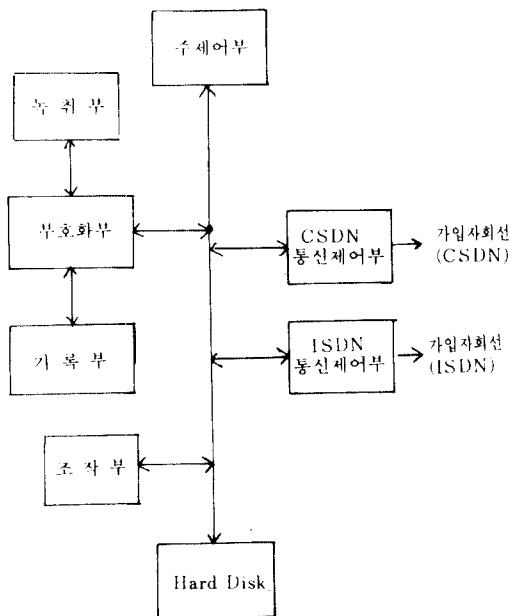 주제어부
녹 취 부
부호화부
기 록 부
조 작 부
CSDN
통신제어부
가입자회선
(CSDN)
ISDN
통신제어부
가입자회선
(ISDN)
Hard Disk